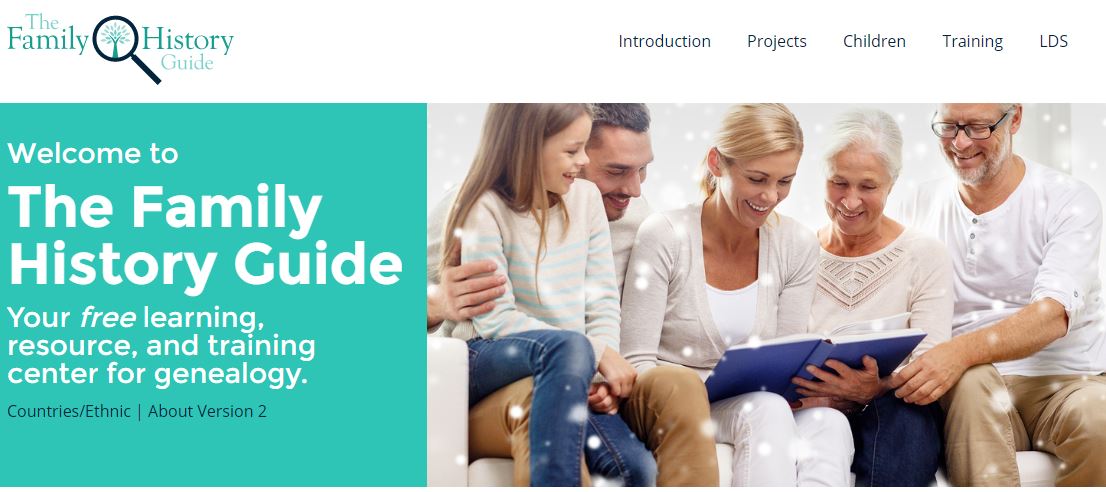 The
Family History
Guide
Introduction Projects Children Training LDS
Welcome to
The Family
History Guide
Your free learning,
resource, and training
center for genealogy.
Countries/Ethnic | About Version 2